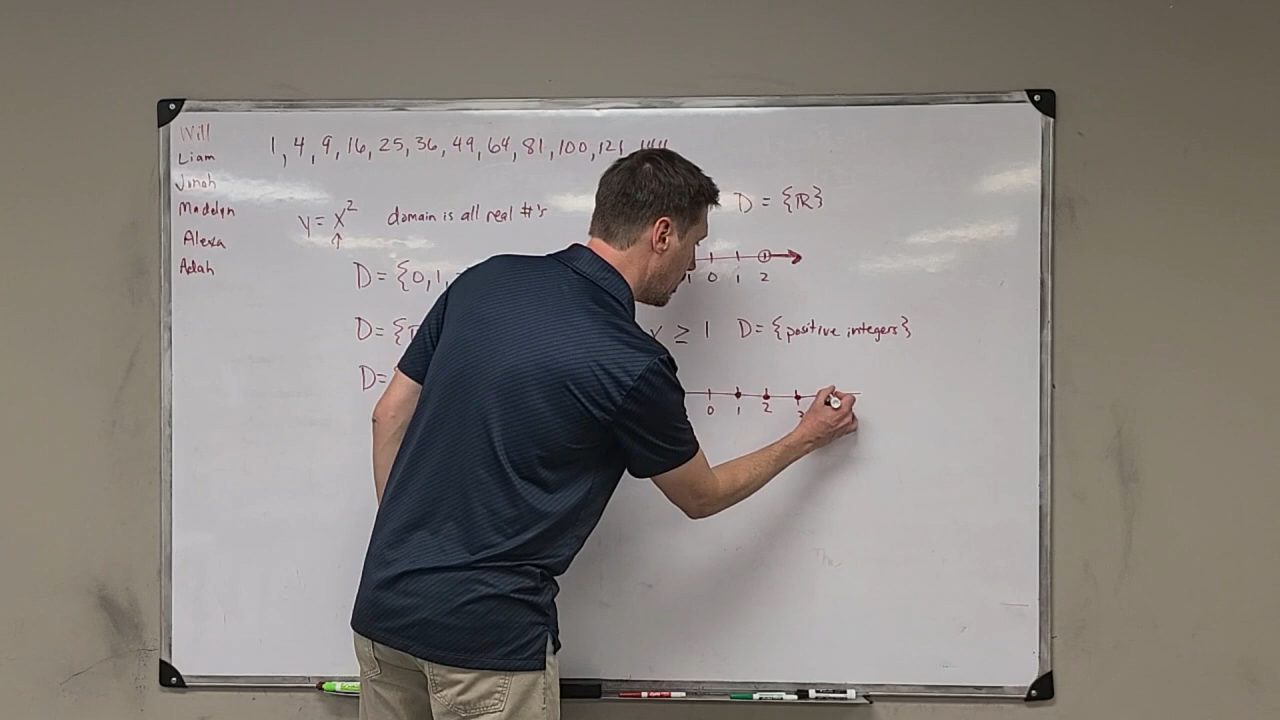 Will
Liam
Jonah
Madelyn
Alexa
Adah
1, 4, 9, 16, 25, 36, 49, 64, 81, 100, 121, 144
y = x² domain is all real #'s
↑
D = {0, 1,
D = {
D =
D = {ℝ}
0 1 2
x ≥ 1 D = {positive integers}
0 1 2